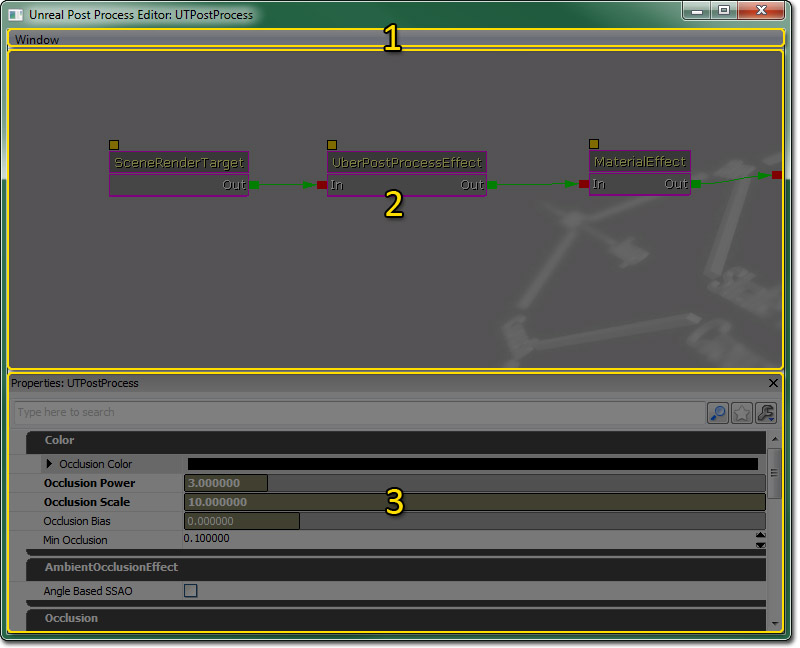 Unreal Post Process Editor: UTPostProcess
Window
1
SceneRenderTarget
Out
UberPostProcessEffect
In Out
MaterialEffect
In Out
2
Properties: UTPostProcess
Type here to search
Color
Occlusion Color
Occlusion Power 3.000000
Occlusion Scale 10.000000
3
Occlusion Bias 0.000000
Min Occlusion 0.100000
AmbientOcclusionEffect
Angle Based SSAO
Occlusion